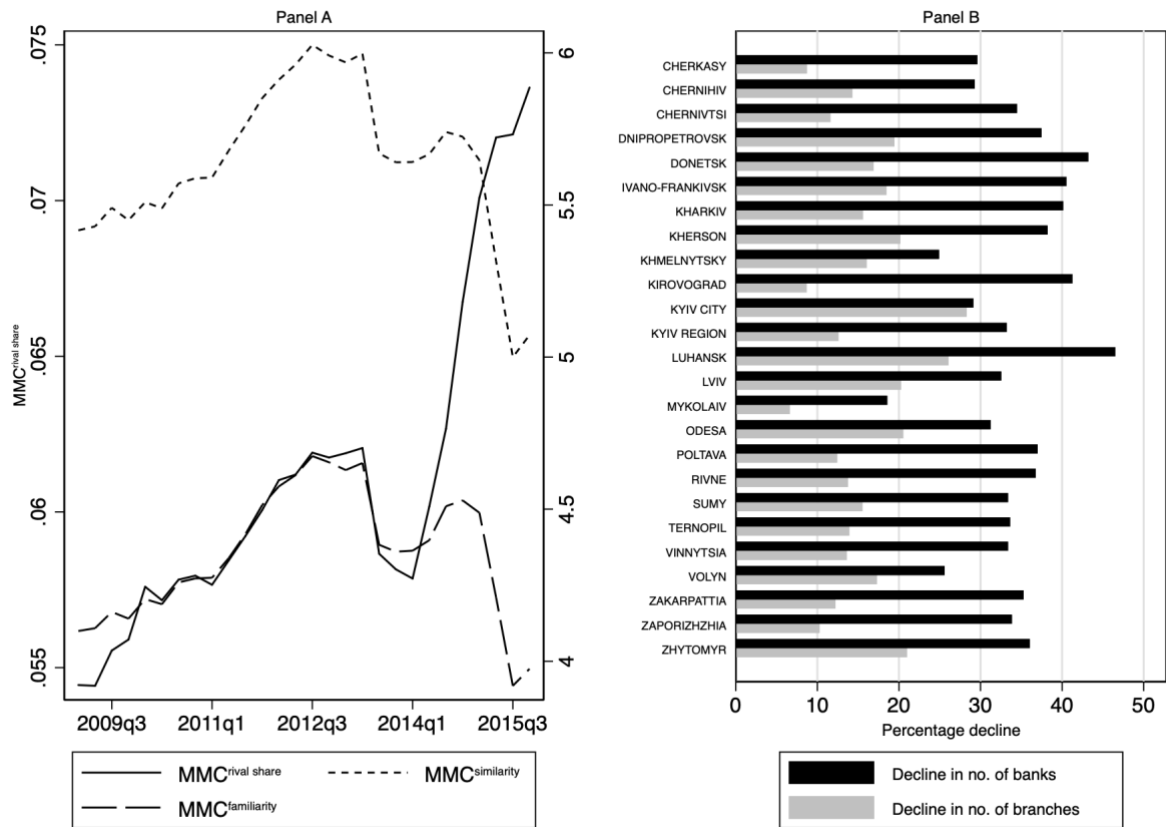 Panel A
.075
.07
.065
.06
.055
MMC^rival share
6
5.5
5
4.5
4
2009q3 2011q1 2012q3 2014q1 2015q3
MMC^rival share MMC^similarity
MMC^familiarity
Panel B
CHERKASY
CHERNIHIV
CHERNIVTSI
DNIPROPETROVSK
DONETSK
IVANO-FRANKIVSK
KHARKIV
KHERSON
KHMELNYTSKY
KIROVOGRAD
KYIV CITY
KYIV REGION
LUHANSK
LVIV
MYKOLAIV
ODESA
POLTAVA
RIVNE
SUMY
TERNOPIL
VINNYTSIA
VOLYN
ZAKARPATTIA
ZAPORIZHZHIA
ZHYTOMYR
0 10 20 30 40 50
Percentage decline
Decline in no. of banks
Decline in no. of branches